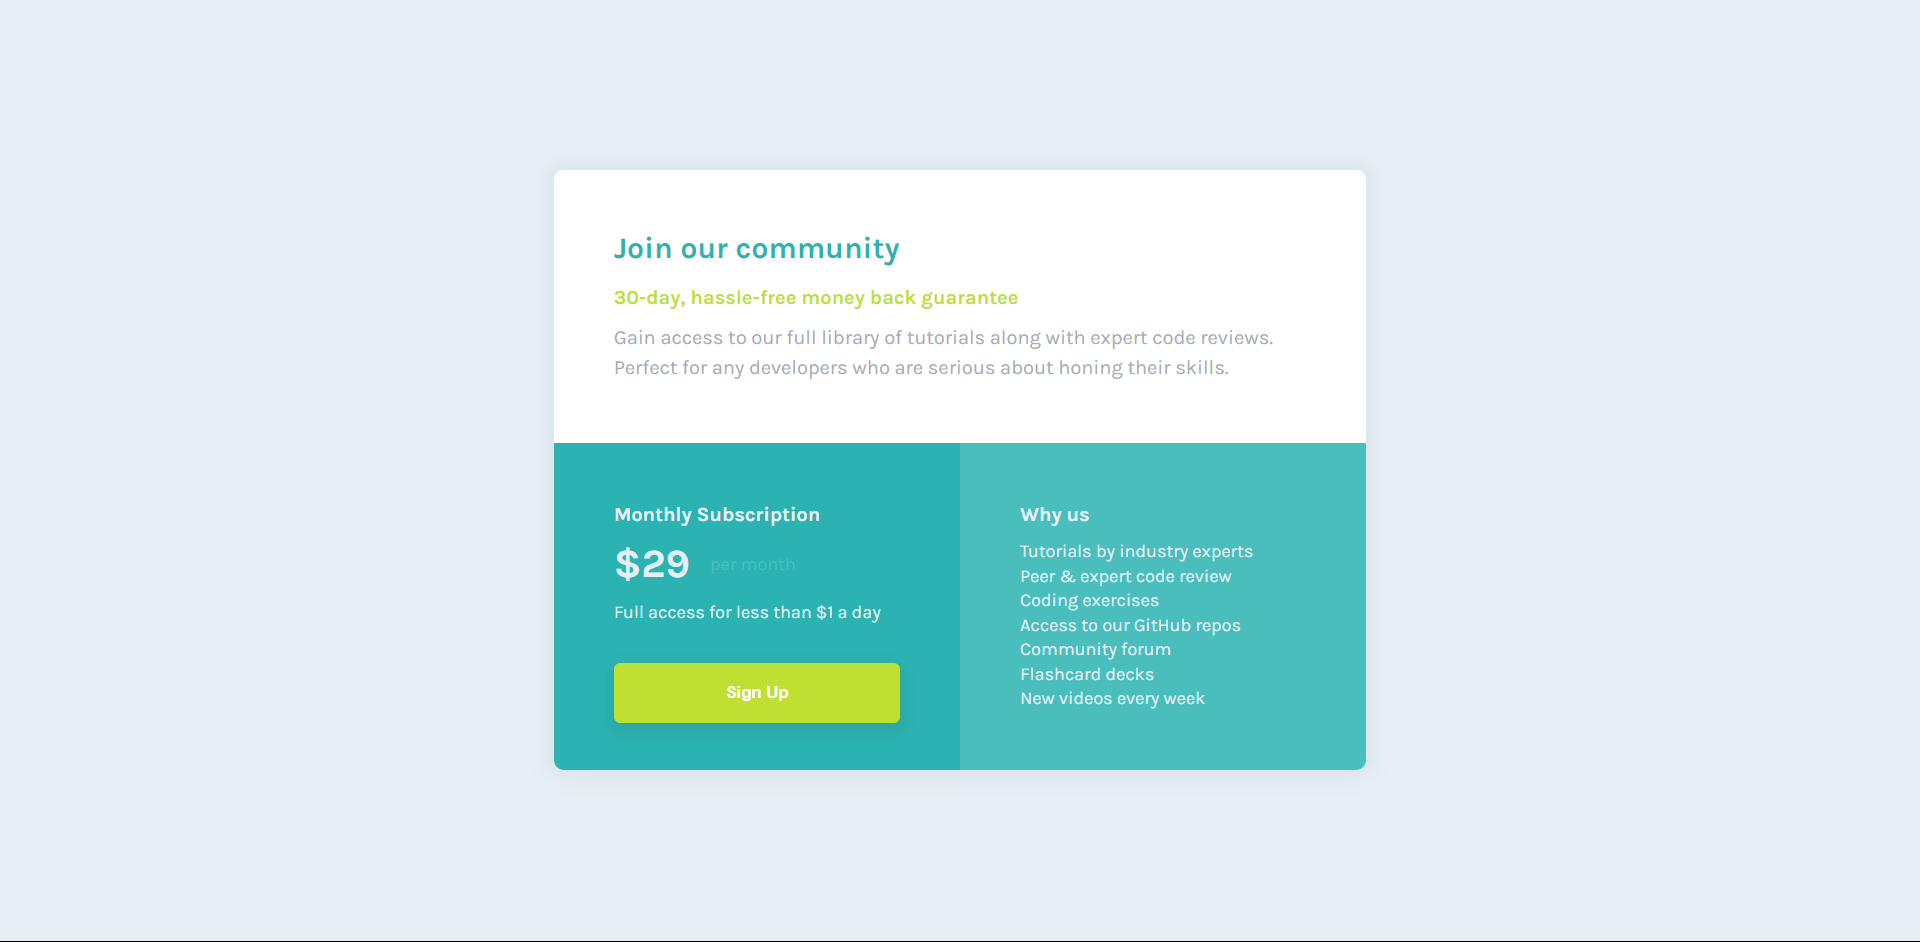 Join our community
30-day, hassle-free money back guarantee
Gain access to our full library of tutorials along with expert code reviews.
Perfect for any developers who are serious about honing their skills.
Monthly Subscription
$29 per month
Full access for less than $1 a day
Sign Up
Why us
Tutorials by industry experts
Peer & expert code review
Coding exercises
Access to our GitHub repos
Community forum
Flashcard decks
New videos every week